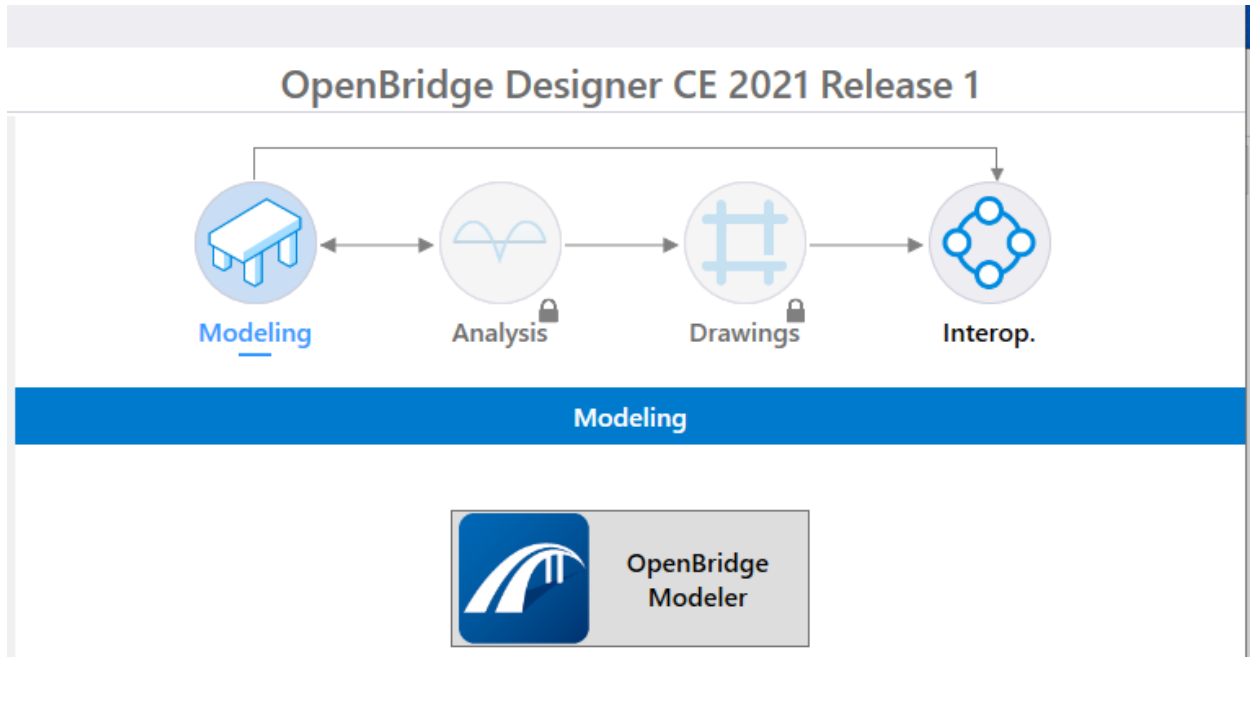 OpenBridge Designer CE 2021 Release 1
Modeling
Analysis
Drawings
Interop.
Modeling
OpenBridge
Modeler